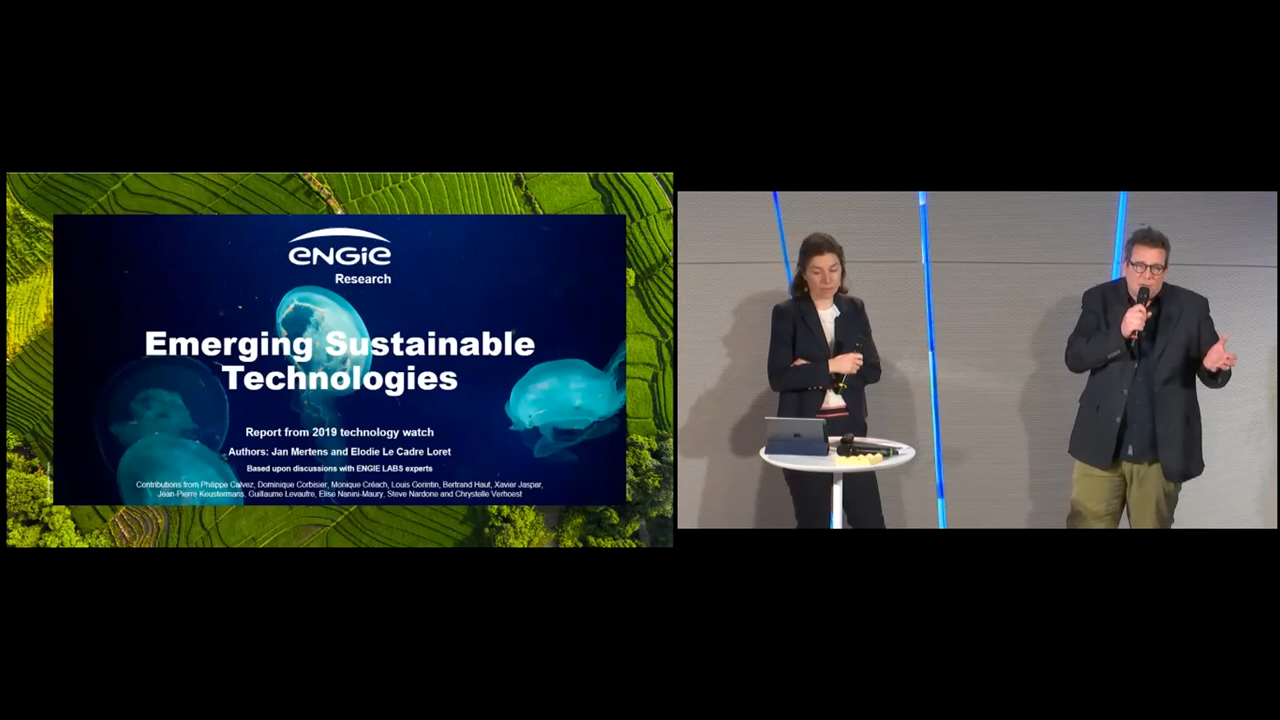 ENGIE
Research
Emerging Sustainable
Technologies
Report from 2019 technology watch
Authors: Jan Mertens and Elodie Le Cadre Loret
Based upon discussions with ENGIE LABS experts
Contributions from Philippe Calvez, Dominique Corbisier, Monique Créach, Louis Gorintin, Bertrand Haut, Xavier Jaspar,
Jean-Pierre Keustermans, Guillaume Levaufre, Elise Nanini-Maury, Steve Nardone and Chrystelle Verhoest